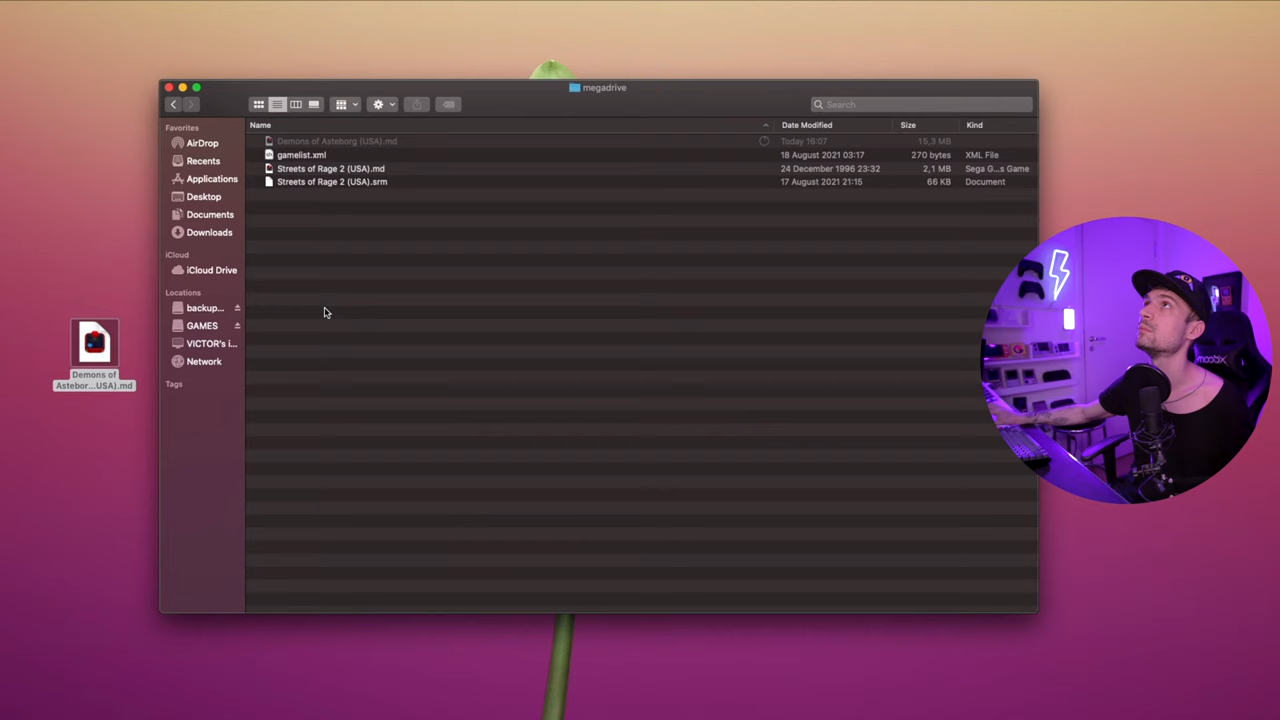 megadrive
Search
Favorites
AirDrop
Recents
Applications
Desktop
Documents
Downloads
iCloud
iCloud Drive
Locations
backup...
GAMES
VICTOR's i...
Network
Tags
Name Date Modified Size Kind
Demons of Asteborg (USA).md Today 16:07 15,3 MB
gamelist.xml 18 August 2021 03:17 270 bytes XML File
Streets of Rage 2 (USA).md 24 December 1996 23:32 2,1 MB Sega G...s Game
Streets of Rage 2 (USA).srm 17 August 2021 21:15 66 KB Document
Demons of
Astebor...USA).md